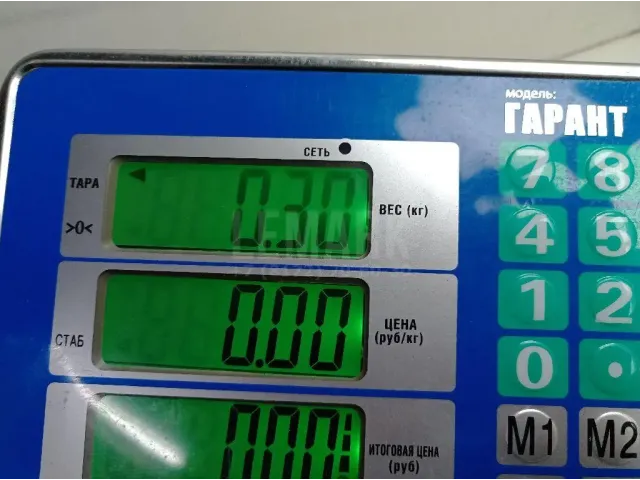 модель:
ГАРАНТ
СЕТЬ
ТАРА
>0<
0.30
ВЕС (кг)
7 8
4 5
СТАБ
0.00
ЦЕНА
(руб/кг)
1 2
0 .
0.00
ИТОГОВАЯ ЦЕНА
(руб)
M1 M2
LEMARK